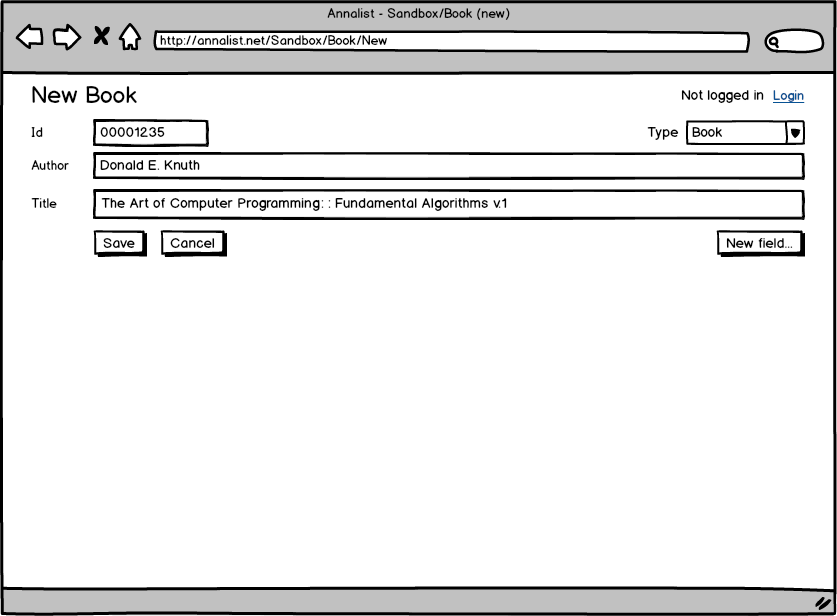 Annalist - Sandbox/Book (new)
http://annalist.net/Sandbox/Book/New
New Book
Not logged in Login
Id 00001235 Type Book
Author Donald E. Knuth
Title The Art of Computer Programming: : Fundamental Algorithms v.1
Save Cancel New field...